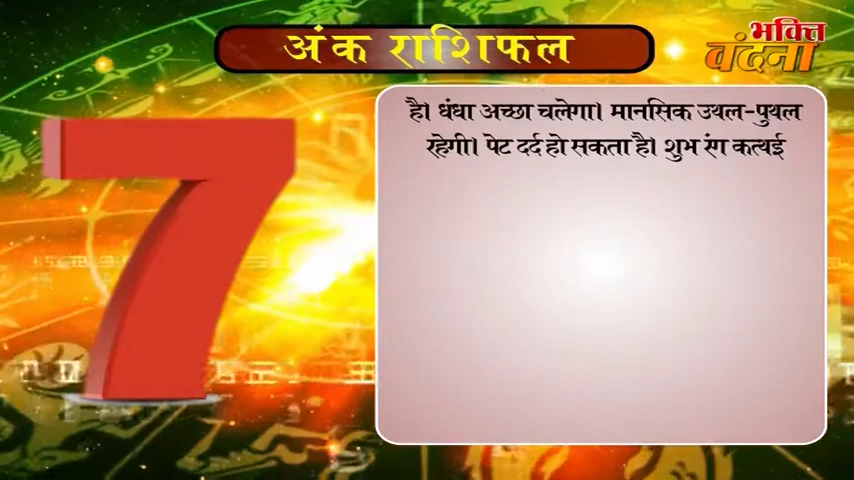 अंक राशिफल
भक्ति
वंदना
7
है। धंधा अच्छा चलेगा। मानसिक उथल-पुथल
रहेगी। पेट दर्द हो सकता है। शुभ रंग कत्थई